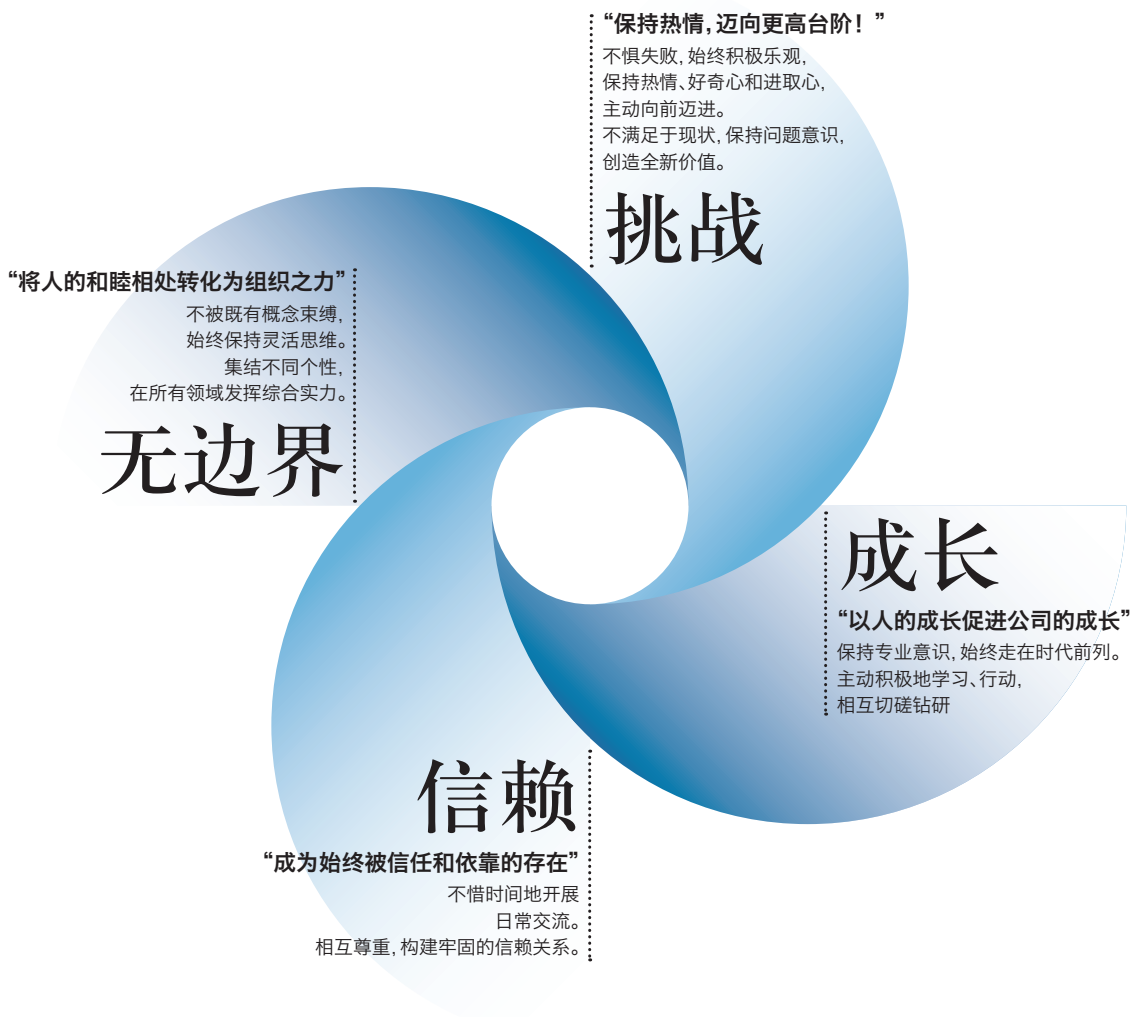 “保持热情，迈向更高台阶！”
不惧失败，始终积极乐观，
保持热情、好奇心和进取心，
主动向前迈进。
不满足于现状，保持问题意识，
创造全新价值。
挑战
“将人的和睦相处转化为组织之力”
不被既有概念束缚，
始终保持灵活思维。
集结不同个性，
在所有领域发挥综合实力。
无边界
成长
“以人的成长促进公司的成长”
保持专业意识，始终走在时代前列。
主动积极地学习、行动，
相互切磋钻研
信赖
“成为始终被信任和依靠的存在”
不惜时间地开展
日常交流。
相互尊重，构建牢固的信赖关系。